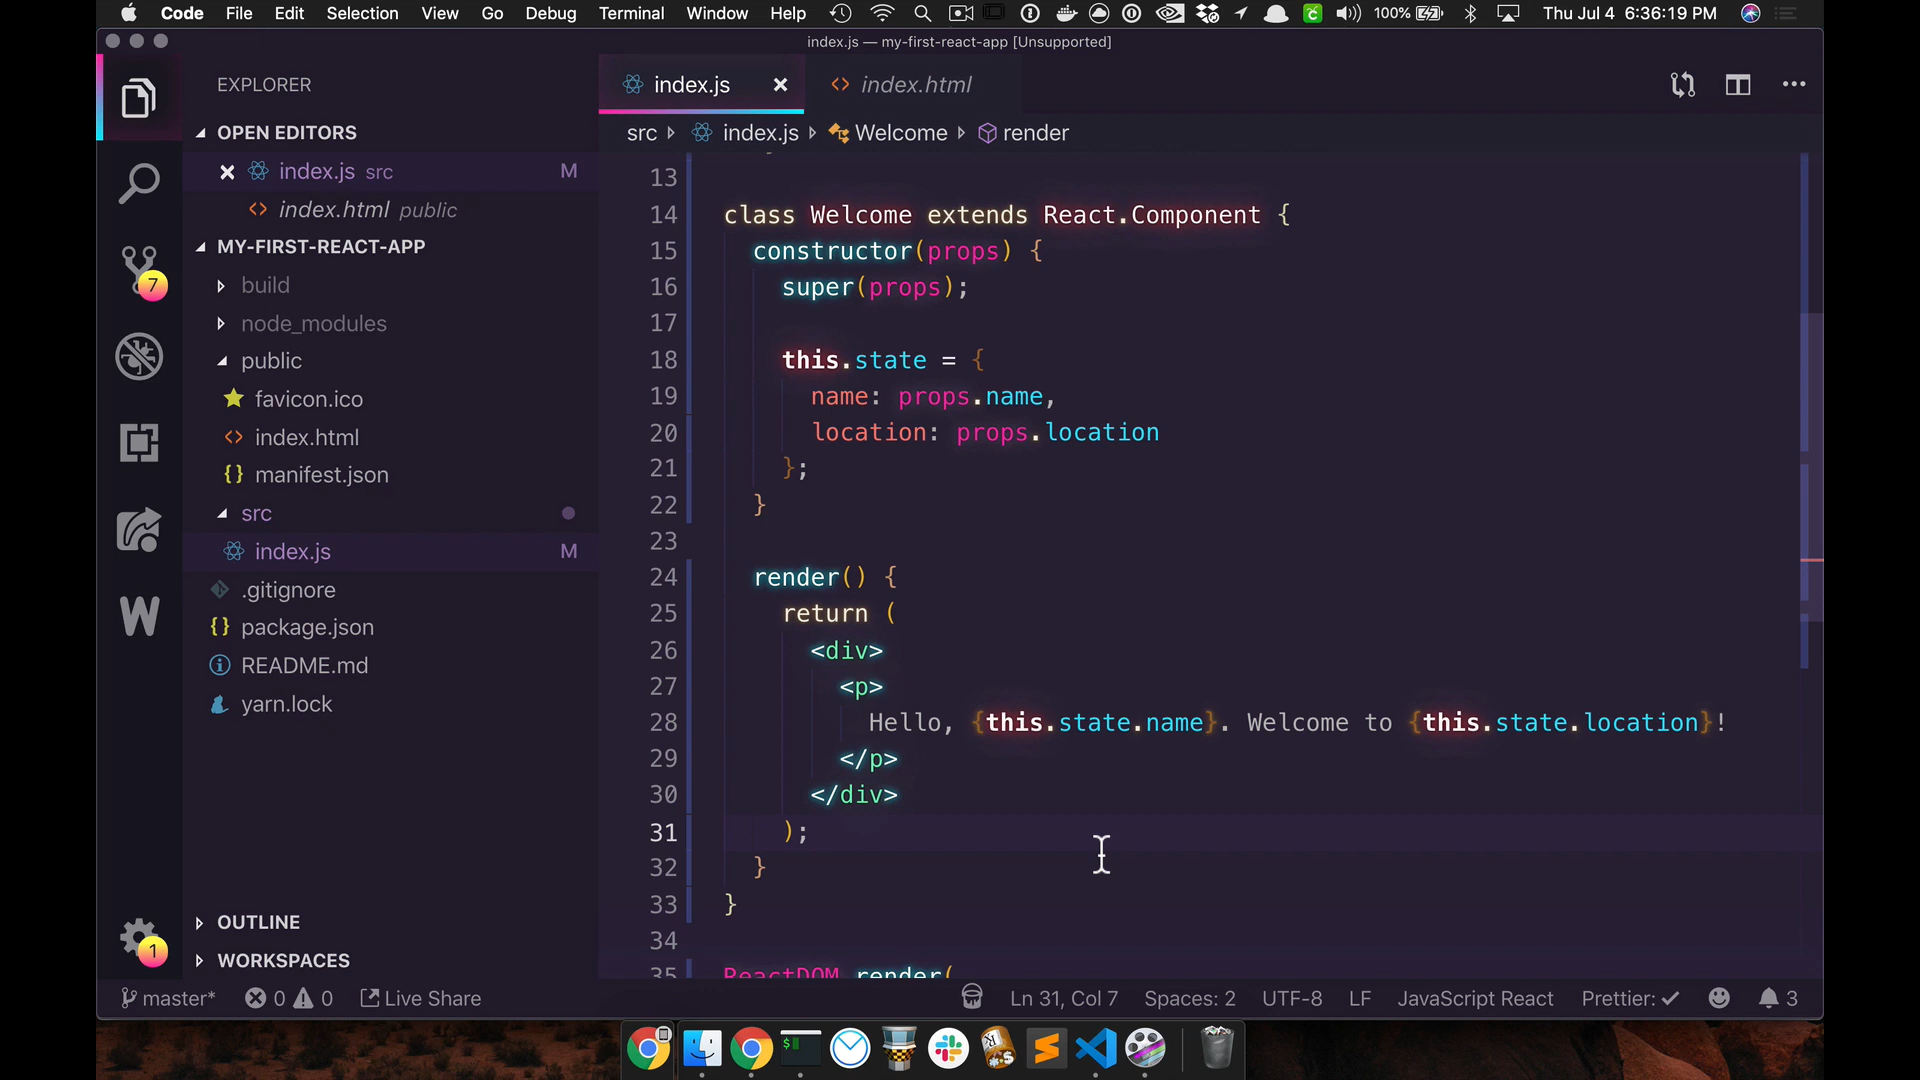 Code File Edit Selection View Go Debug Terminal Window Help 100% Thu Jul 4 6:36:19 PM
index.js — my-first-react-app [Unsupported]
EXPLORER
OPEN EDITORS
index.js src M
index.html public
MY-FIRST-REACT-APP
build
node_modules
public
favicon.ico
index.html
manifest.json
src
index.js M
.gitignore
package.json
README.md
yarn.lock
OUTLINE
WORKSPACES
7
W
1
index.js index.html
src index.js Welcome render
13
14 class Welcome extends React.Component {
15 constructor(props) {
16 super(props);
17
18 this.state = {
19 name: props.name,
20 location: props.location
21 };
22 }
23
24 render() {
25 return (
26 <div>
27 <p>
28 Hello, {this.state.name}. Welcome to {this.state.location}!
29 </p>
30 </div>
31 );
32 }
33 }
34
35 ReactDOM.render(
master* 0 0 Live Share Ln 31, Col 7 Spaces: 2 UTF-8 LF JavaScript React Prettier: 3